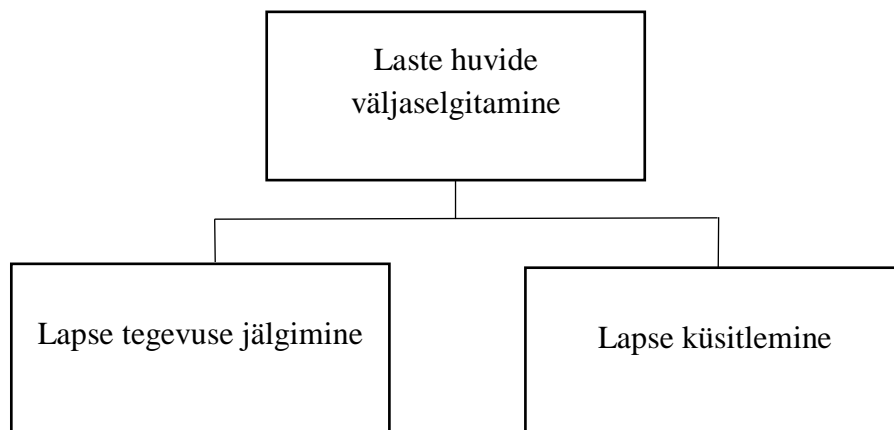 Laste huvide
väljaselgitamine
Lapse tegevuse jälgimine
Lapse küsitlemine